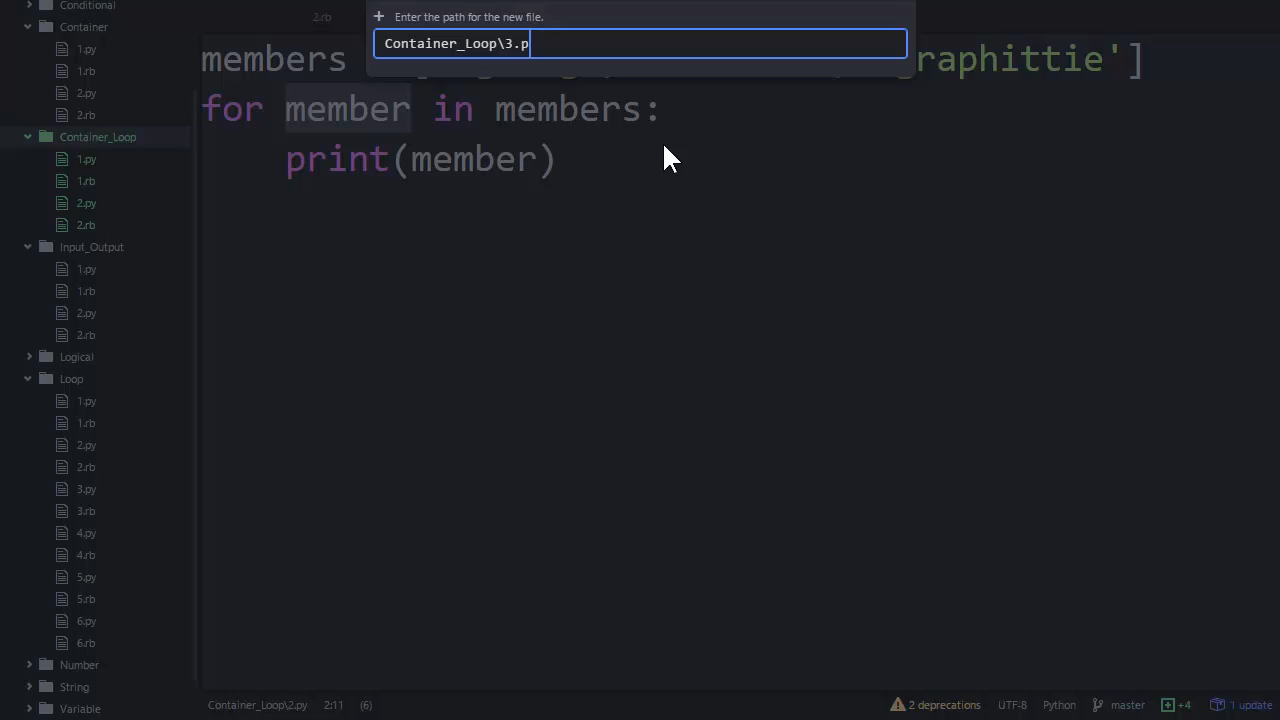 Conditional
Container
1.py
1.rb
2.py
2.rb
Container_Loop
1.py
1.rb
2.py
2.rb
Input_Output
1.py
1.rb
2.py
2.rb
Logical
Loop
1.py
1.rb
2.py
2.rb
3.py
3.rb
4.py
4.rb
5.py
5.rb
6.py
6.rb
Number
String
Variable
2.rb
Enter the path for the new file.
Container_Loop\3.p
members raphittie']
for member in members:
print(member)
Container_Loop\2.py 2:11 (6) 2 deprecations UTF-8 Python master +4 1 update